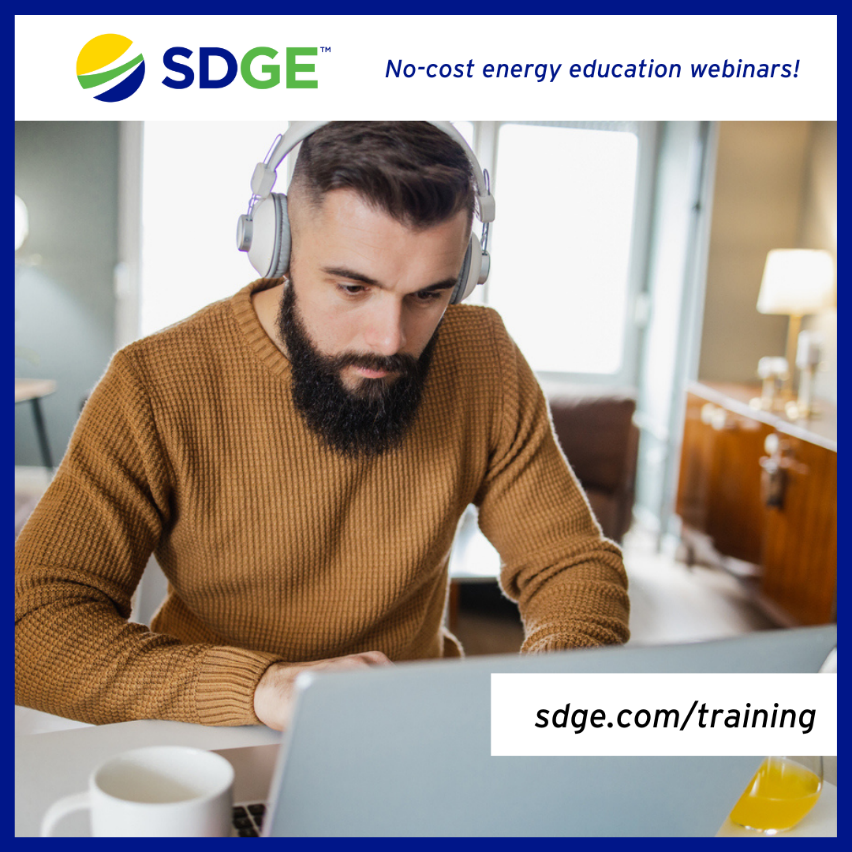 SDGE™
No-cost energy education webinars!
sdge.com/training